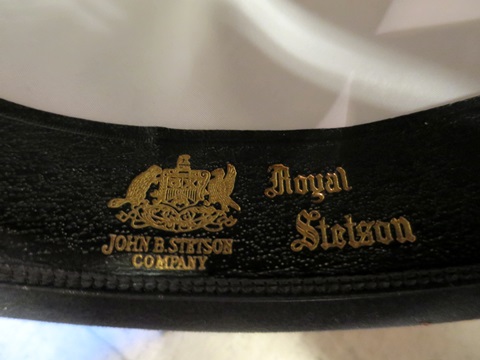 JOHN B. STETSON
COMPANY
Royal
Stetson